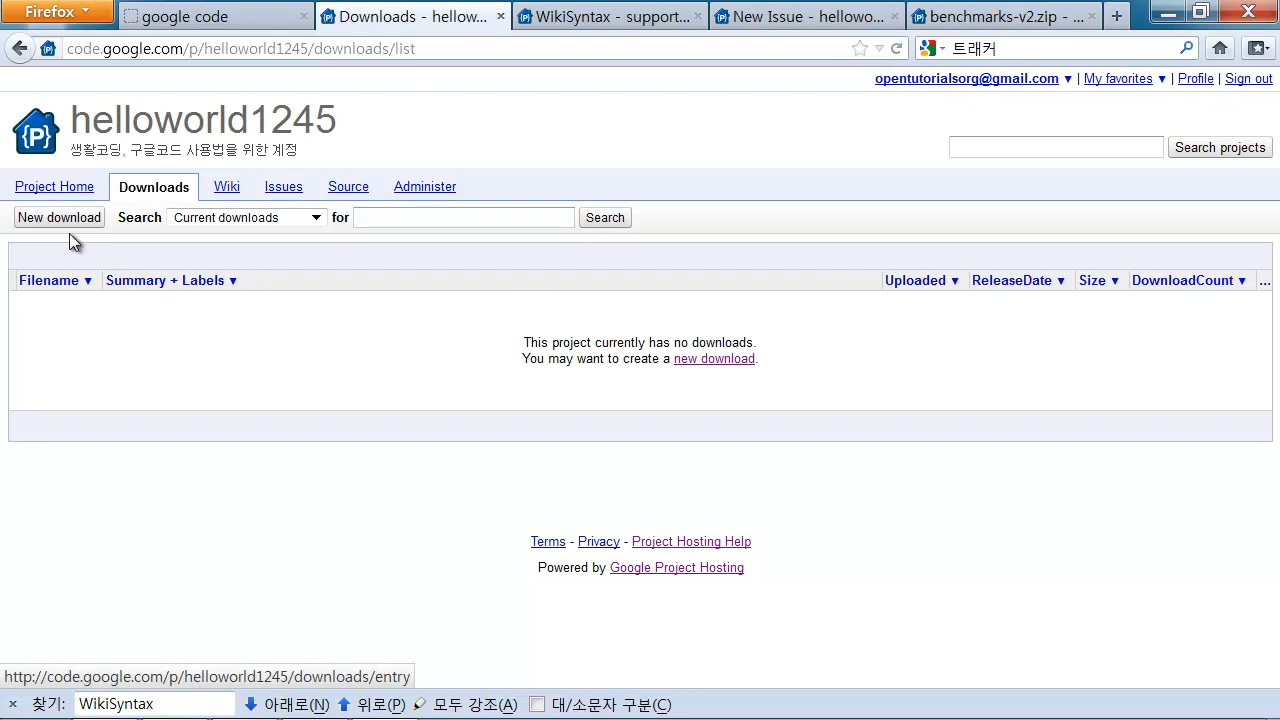 Firefox
google code
Downloads - hellow...
WikiSyntax - support...
New Issue - hellowo...
benchmarks-v2.zip - ...
code.google.com/p/helloworld1245/downloads/list
트래커
opentutorialsorg@gmail.com ▼ | My favorites ▼ | Profile | Sign out
helloworld1245
생활코딩, 구글코드 사용법을 위한 계정
Search projects
Project Home
Downloads
Wiki
Issues
Source
Administer
New download
Search
Current downloads
for
Search
Filename ▼
Summary + Labels ▼
Uploaded ▼
ReleaseDate ▼
Size ▼
DownloadCount ▼
...
This project currently has no downloads.
You may want to create a new download.
Terms - Privacy - Project Hosting Help
Powered by Google Project Hosting
http://code.google.com/p/helloworld1245/downloads/entry
찾기:
WikiSyntax
아래로(N)
위로(P)
모두 강조(A)
대/소문자 구분(C)